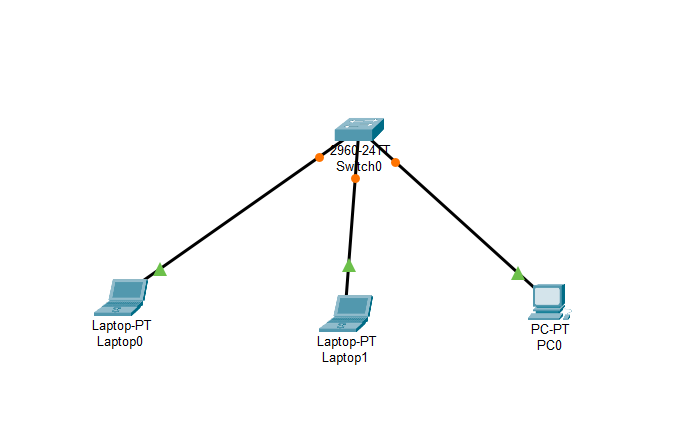 2960-24TT
Switch0
Laptop-PT
Laptop0
Laptop-PT
Laptop1
PC-PT
PC0